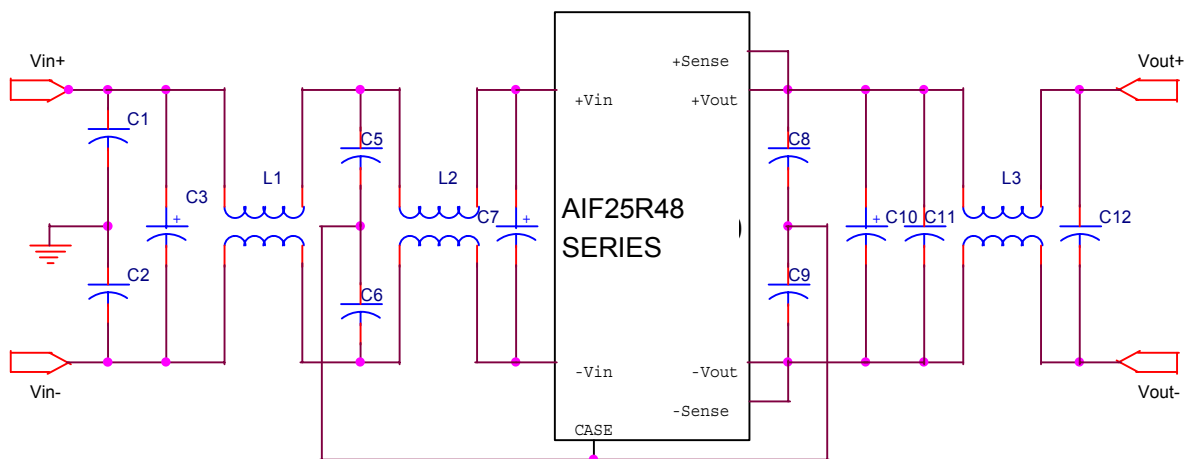 Vin+
Vout+
+Sense
+Vin
+Vout
C1
C5
C8
L1
L2
L3
C3
C7
AIF25R48
SERIES
+
+
+
C10
C11
C12
C2
C6
C9
-Vin
-Vout
Vin-
Vout-
-Sense
CASE